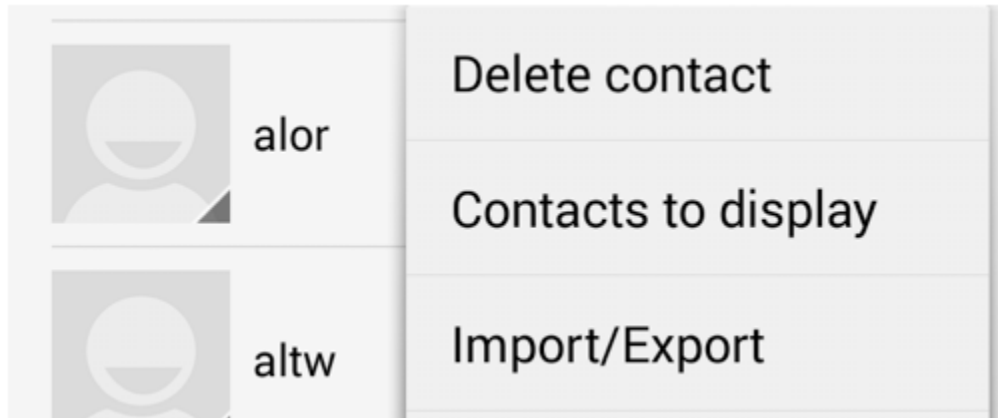 alor
altw
Delete contact
Contacts to display
Import/Export